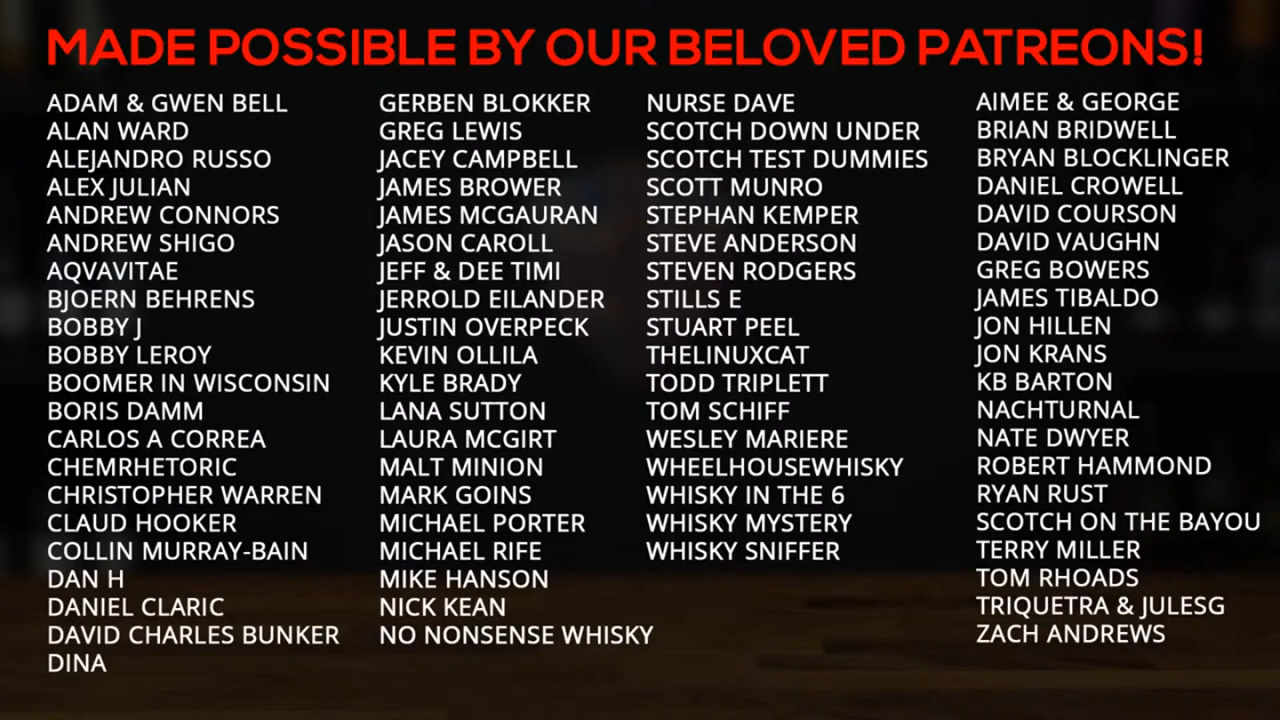 MADE POSSIBLE BY OUR BELOVED PATREONS!
ADAM & GWEN BELL
ALAN WARD
ALEJANDRO RUSSO
ALEX JULIAN
ANDREW CONNORS
ANDREW SHIGO
AQVAVITAE
BJOERN BEHRENS
BOBBY J
BOBBY LEROY
BOOMER IN WISCONSIN
BORIS DAMM
CARLOS A CORREA
CHEMRHETORIC
CHRISTOPHER WARREN
CLAUD HOOKER
COLLIN MURRAY-BAIN
DAN H
DANIEL CLARIC
DAVID CHARLES BUNKER
DINA
GERBEN BLOKKER
GREG LEWIS
JACEY CAMPBELL
JAMES BROWER
JAMES MCGAURAN
JASON CAROLL
JEFF & DEE TIMI
JERROLD EILANDER
JUSTIN OVERPECK
KEVIN OLLILA
KYLE BRADY
LANA SUTTON
LAURA MCGIRT
MALT MINION
MARK GOINS
MICHAEL PORTER
MICHAEL RIFE
MIKE HANSON
NICK KEAN
NO NONSENSE WHISKY
NURSE DAVE
SCOTCH DOWN UNDER
SCOTCH TEST DUMMIES
SCOTT MUNRO
STEPHAN KEMPER
STEVE ANDERSON
STEVEN RODGERS
STILLS E
STUART PEEL
THELINUXCAT
TODD TRIPLETT
TOM SCHIFF
WESLEY MARIERE
WHEELHOUSEWHISKY
WHISKY IN THE 6
WHISKY MYSTERY
WHISKY SNIFFER
AIMEE & GEORGE
BRIAN BRIDWELL
BRYAN BLOCKLINGER
DANIEL CROWELL
DAVID COURSON
DAVID VAUGHN
GREG BOWERS
JAMES TIBALDO
JON HILLEN
JON KRANS
KB BARTON
NACHTURNAL
NATE DWYER
ROBERT HAMMOND
RYAN RUST
SCOTCH ON THE BAYOU
TERRY MILLER
TOM RHOADS
TRIQUETRA & JULESG
ZACH ANDREWS